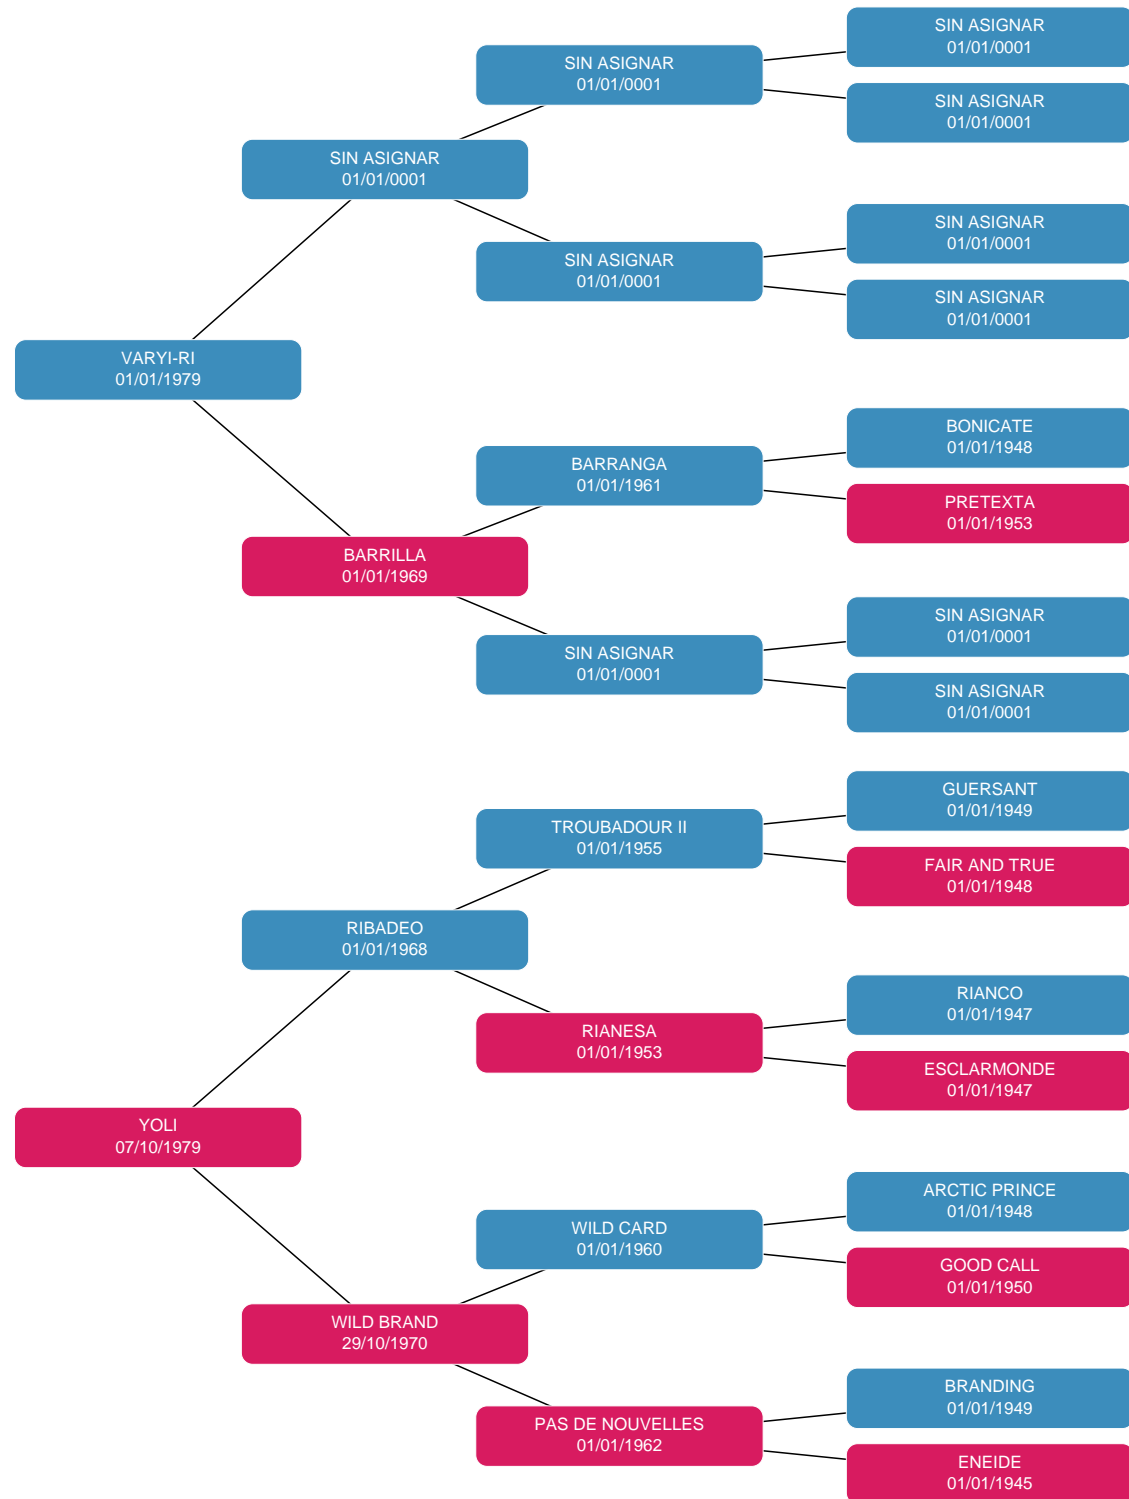 SIN ASIGNAR
01/01/0001
SIN ASIGNAR
01/01/0001
SIN ASIGNAR
01/01/0001
SIN ASIGNAR
01/01/0001
SIN ASIGNAR
01/01/0001
SIN ASIGNAR
01/01/0001
SIN ASIGNAR
01/01/0001
VARYI-RI
01/01/1979
BONICATE
01/01/1948
BARRANGA
01/01/1961
PRETEXTA
01/01/1953
BARRILLA
01/01/1969
SIN ASIGNAR
01/01/0001
SIN ASIGNAR
01/01/0001
SIN ASIGNAR
01/01/0001
GUERSANT
01/01/1949
TROUBADOUR II
01/01/1955
FAIR AND TRUE
01/01/1948
RIBADEO
01/01/1968
RIANCO
01/01/1947
RIANESA
01/01/1953
ESCLARMONDE
01/01/1947
YOLI
07/10/1979
ARCTIC PRINCE
01/01/1948
WILD CARD
01/01/1960
GOOD CALL
01/01/1950
WILD BRAND
29/10/1970
BRANDING
01/01/1949
PAS DE NOUVELLES
01/01/1962
ENEIDE
01/01/1945